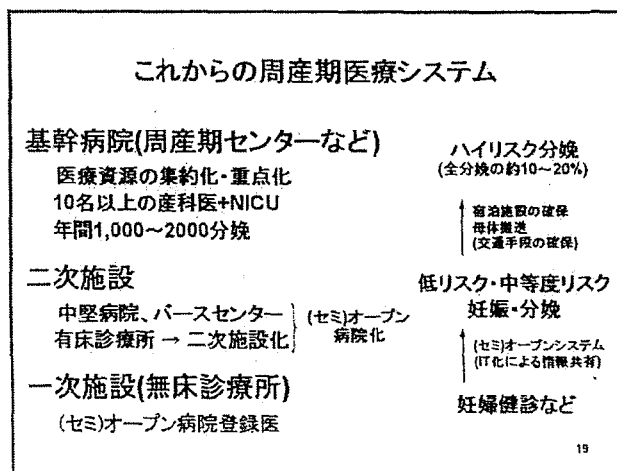 これからの周産期医療システム
基幹病院(周産期センターなど)
医療資源の集約化・重点化
10名以上の産科医+NICU
年間1,000～2000分娩
ハイリスク分娩
(全分娩の約10～20%)
宿泊施設の確保
母体搬送
(交通手段の確保)
二次施設
中堅病院、バースセンター
有床診療所 → 二次施設化
(セミ)オープン
病院化
低リスク・中等度リスク
妊娠・分娩
(セミ)オープンシステム
(IT化による情報共有)
一次施設(無床診療所)
(セミ)オープン病院登録医
妊婦健診など
19